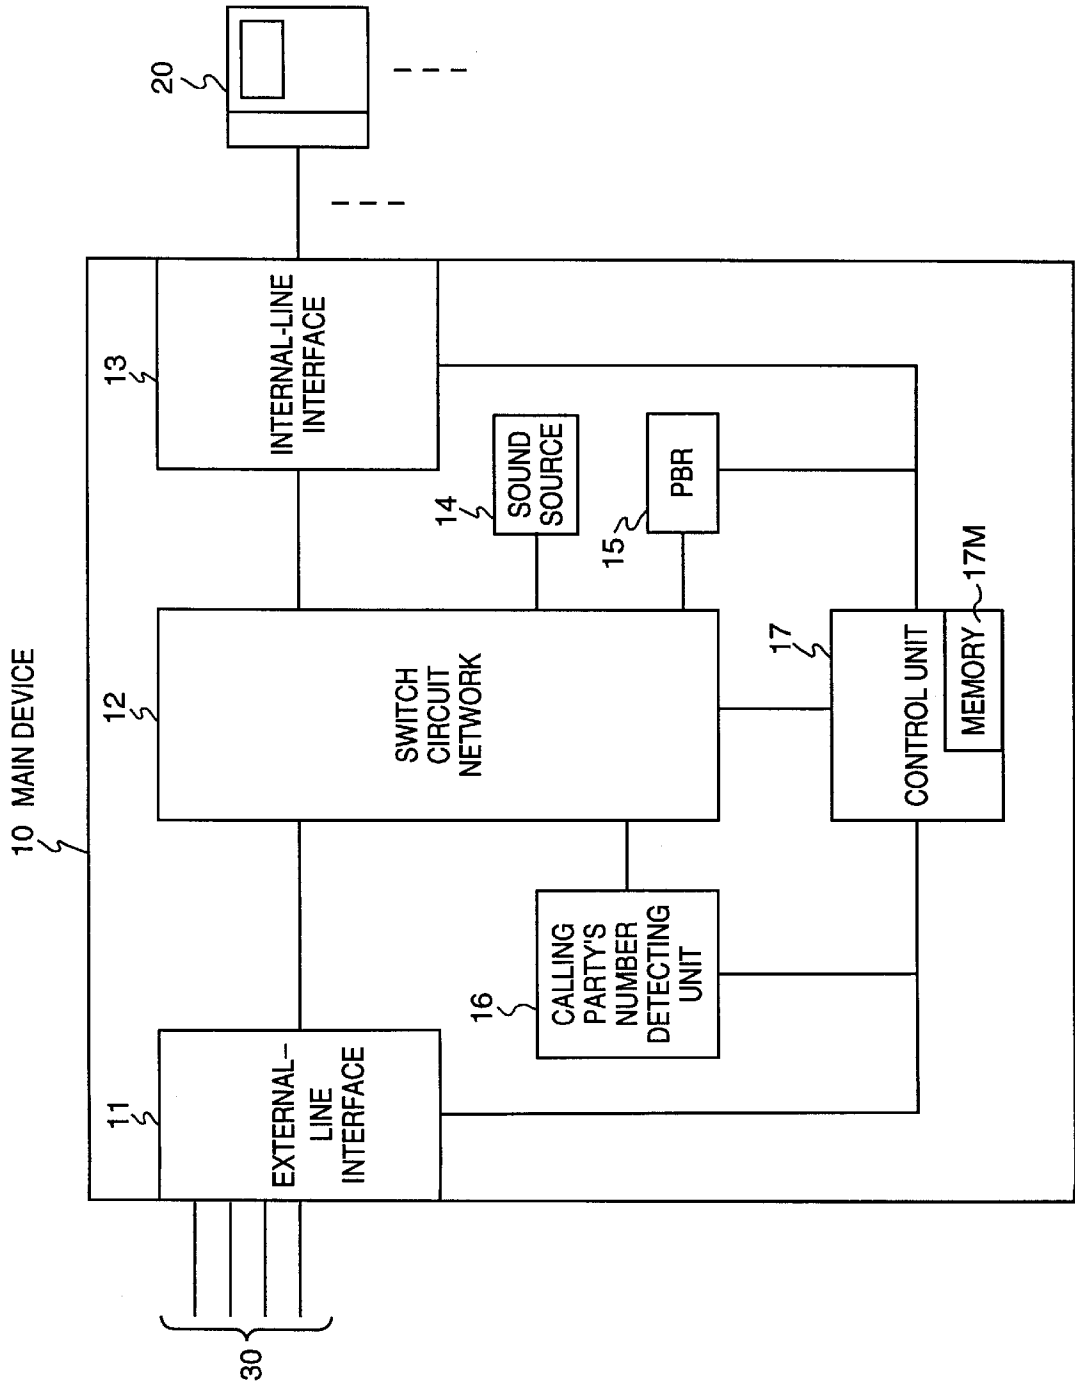 10 MAIN DEVICE
11
EXTERNAL–
LINE
INTERFACE
30
12
SWITCH
CIRCUIT
NETWORK
13
INTERNAL-LINE
INTERFACE
20
14
SOUND
SOURCE
15
PBR
16
CALLING
PARTY'S
NUMBER
DETECTING
UNIT
17
CONTROL UNIT
MEMORY
17M